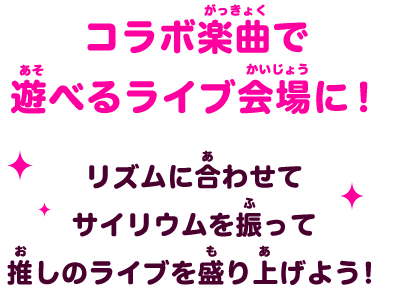 コラボ楽曲で
遊べるライブ会場に！
リズムに合わせて
サイリウムを振って
推しのライブを盛り上げよう！